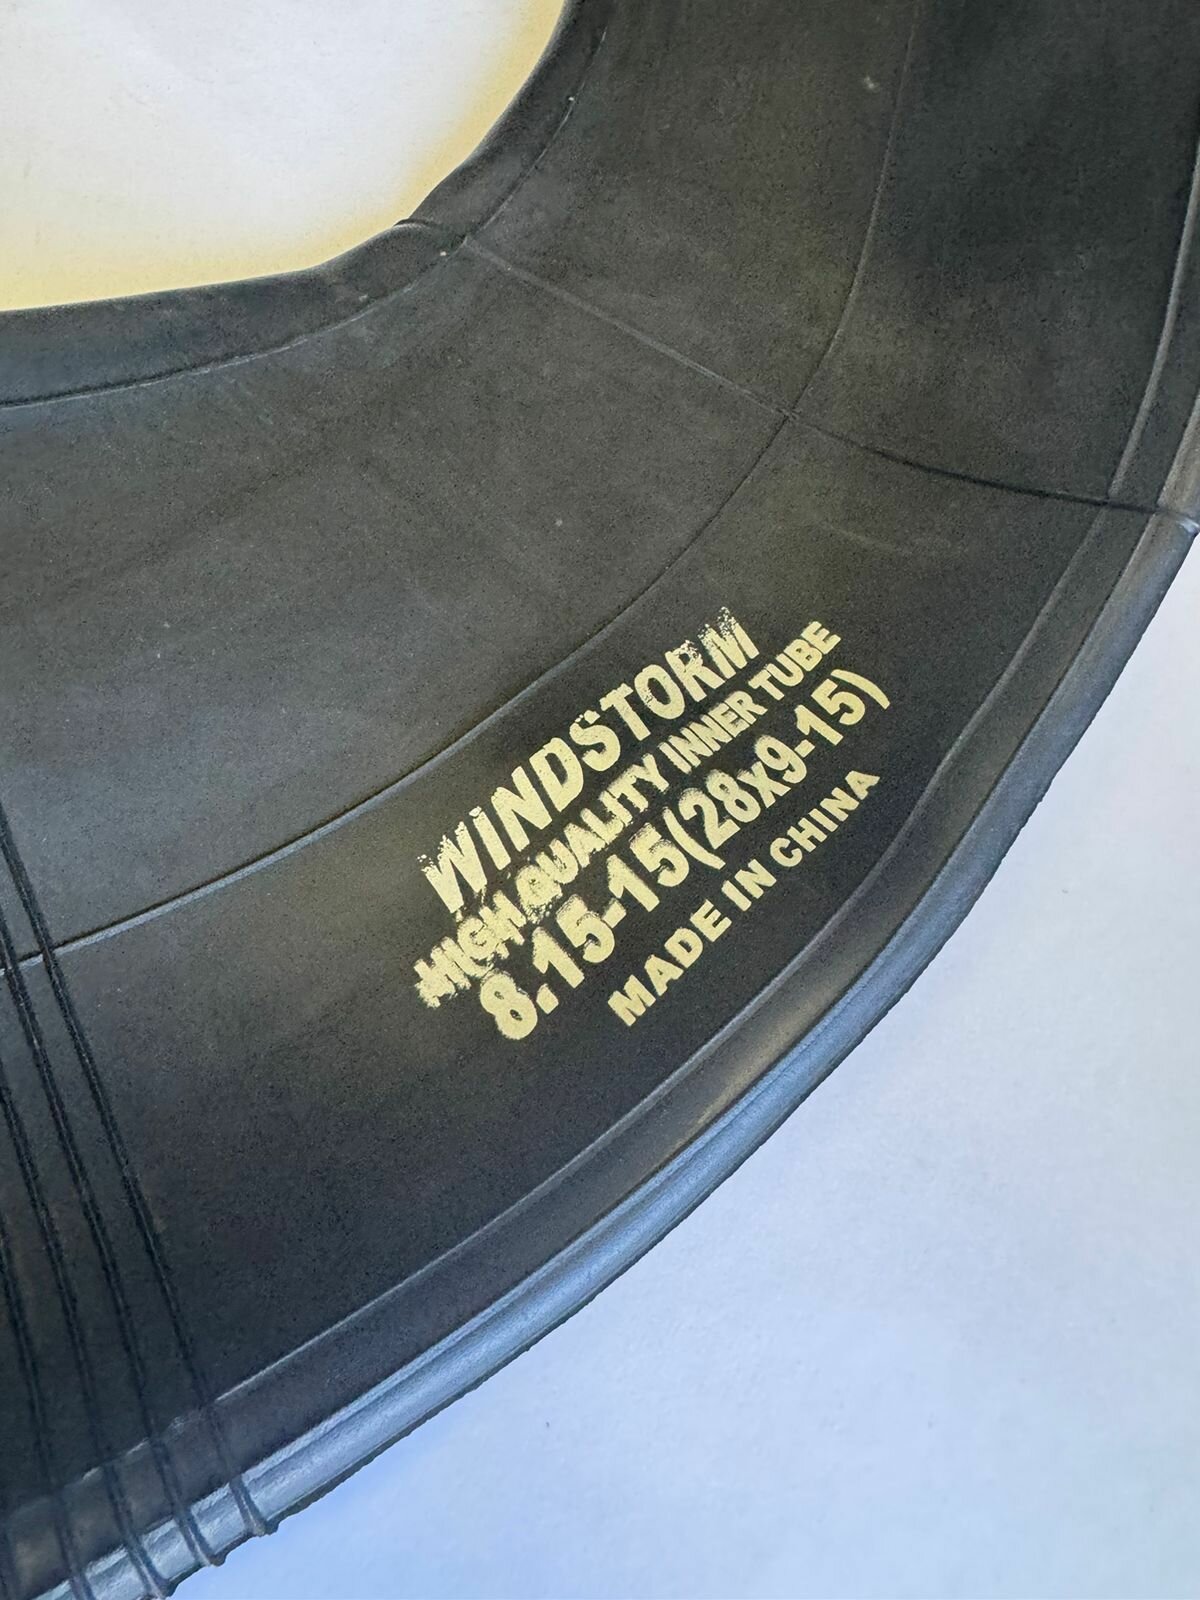 WINDSTORM
HIGH QUALITY INNER TUBE
8.15-15(28x9-15)
MADE IN CHINA